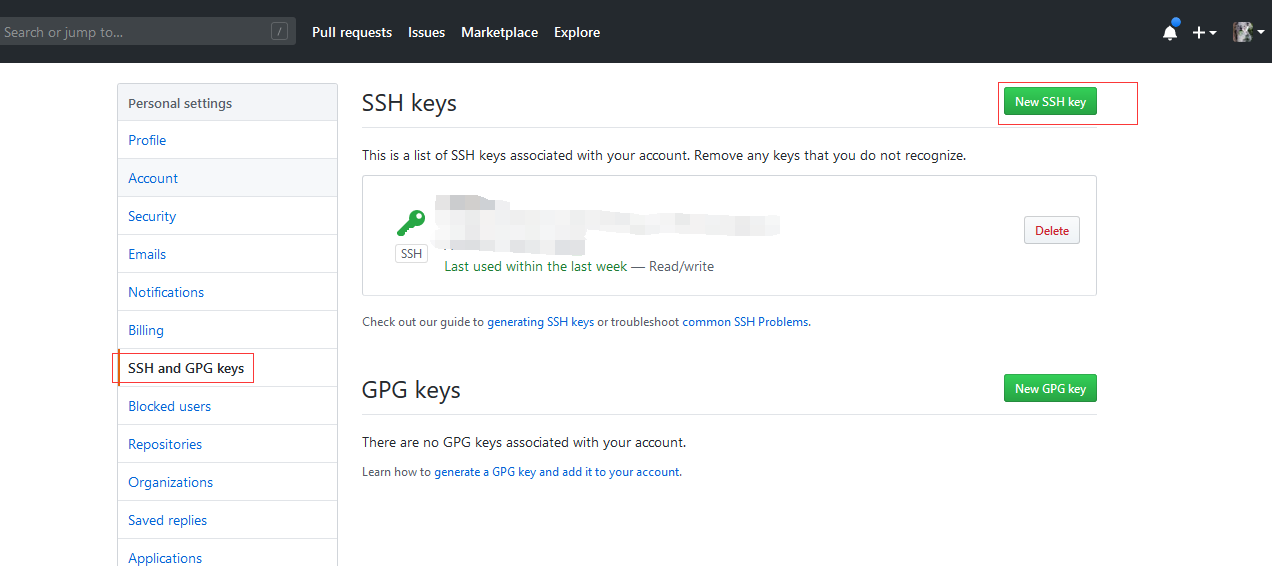 Search or jump to... /
Pull requests Issues Marketplace Explore
Personal settings
Profile
Account
Security
Emails
Notifications
Billing
SSH and GPG keys
Blocked users
Repositories
Organizations
Saved replies
Applications
SSH keys
New SSH key
This is a list of SSH keys associated with your account. Remove any keys that you do not recognize.
SSH
Last used within the last week — Read/write
Delete
Check out our guide to generating SSH keys or troubleshoot common SSH Problems.
GPG keys
New GPG key
There are no GPG keys associated with your account.
Learn how to generate a GPG key and add it to your account.